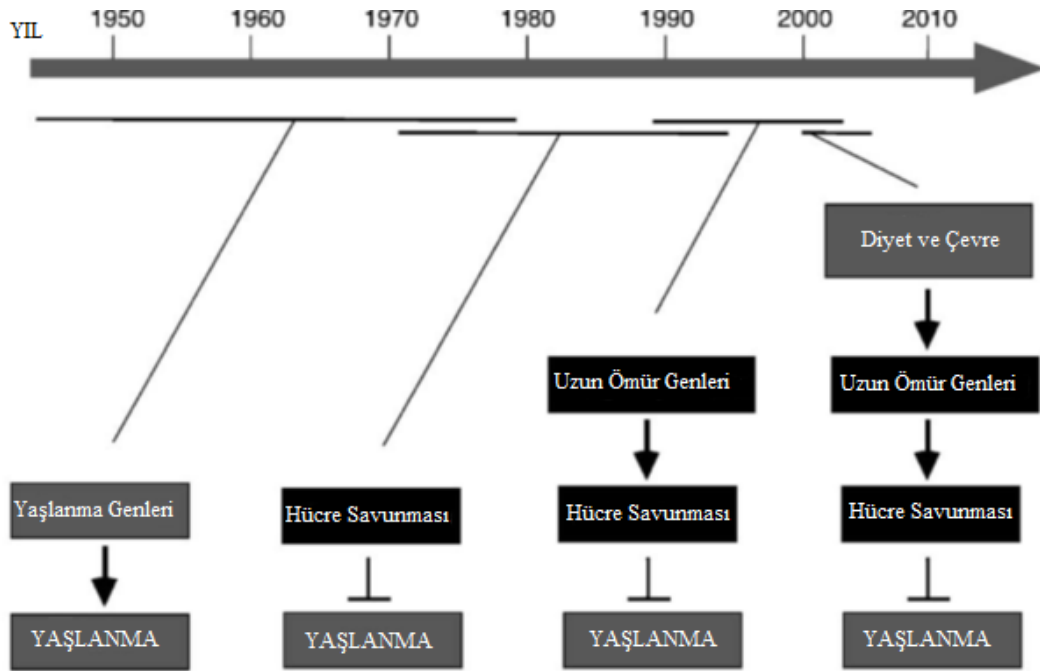 YIL 1950 1960 1970 1980 1990 2000 2010
Diyet ve Çevre
Uzun Ömür Genleri Uzun Ömür Genleri
Yaşlanma Genleri Hücre Savunması Hücre Savunması Hücre Savunması
YAŞLANMA YAŞLANMA YAŞLANMA YAŞLANMA